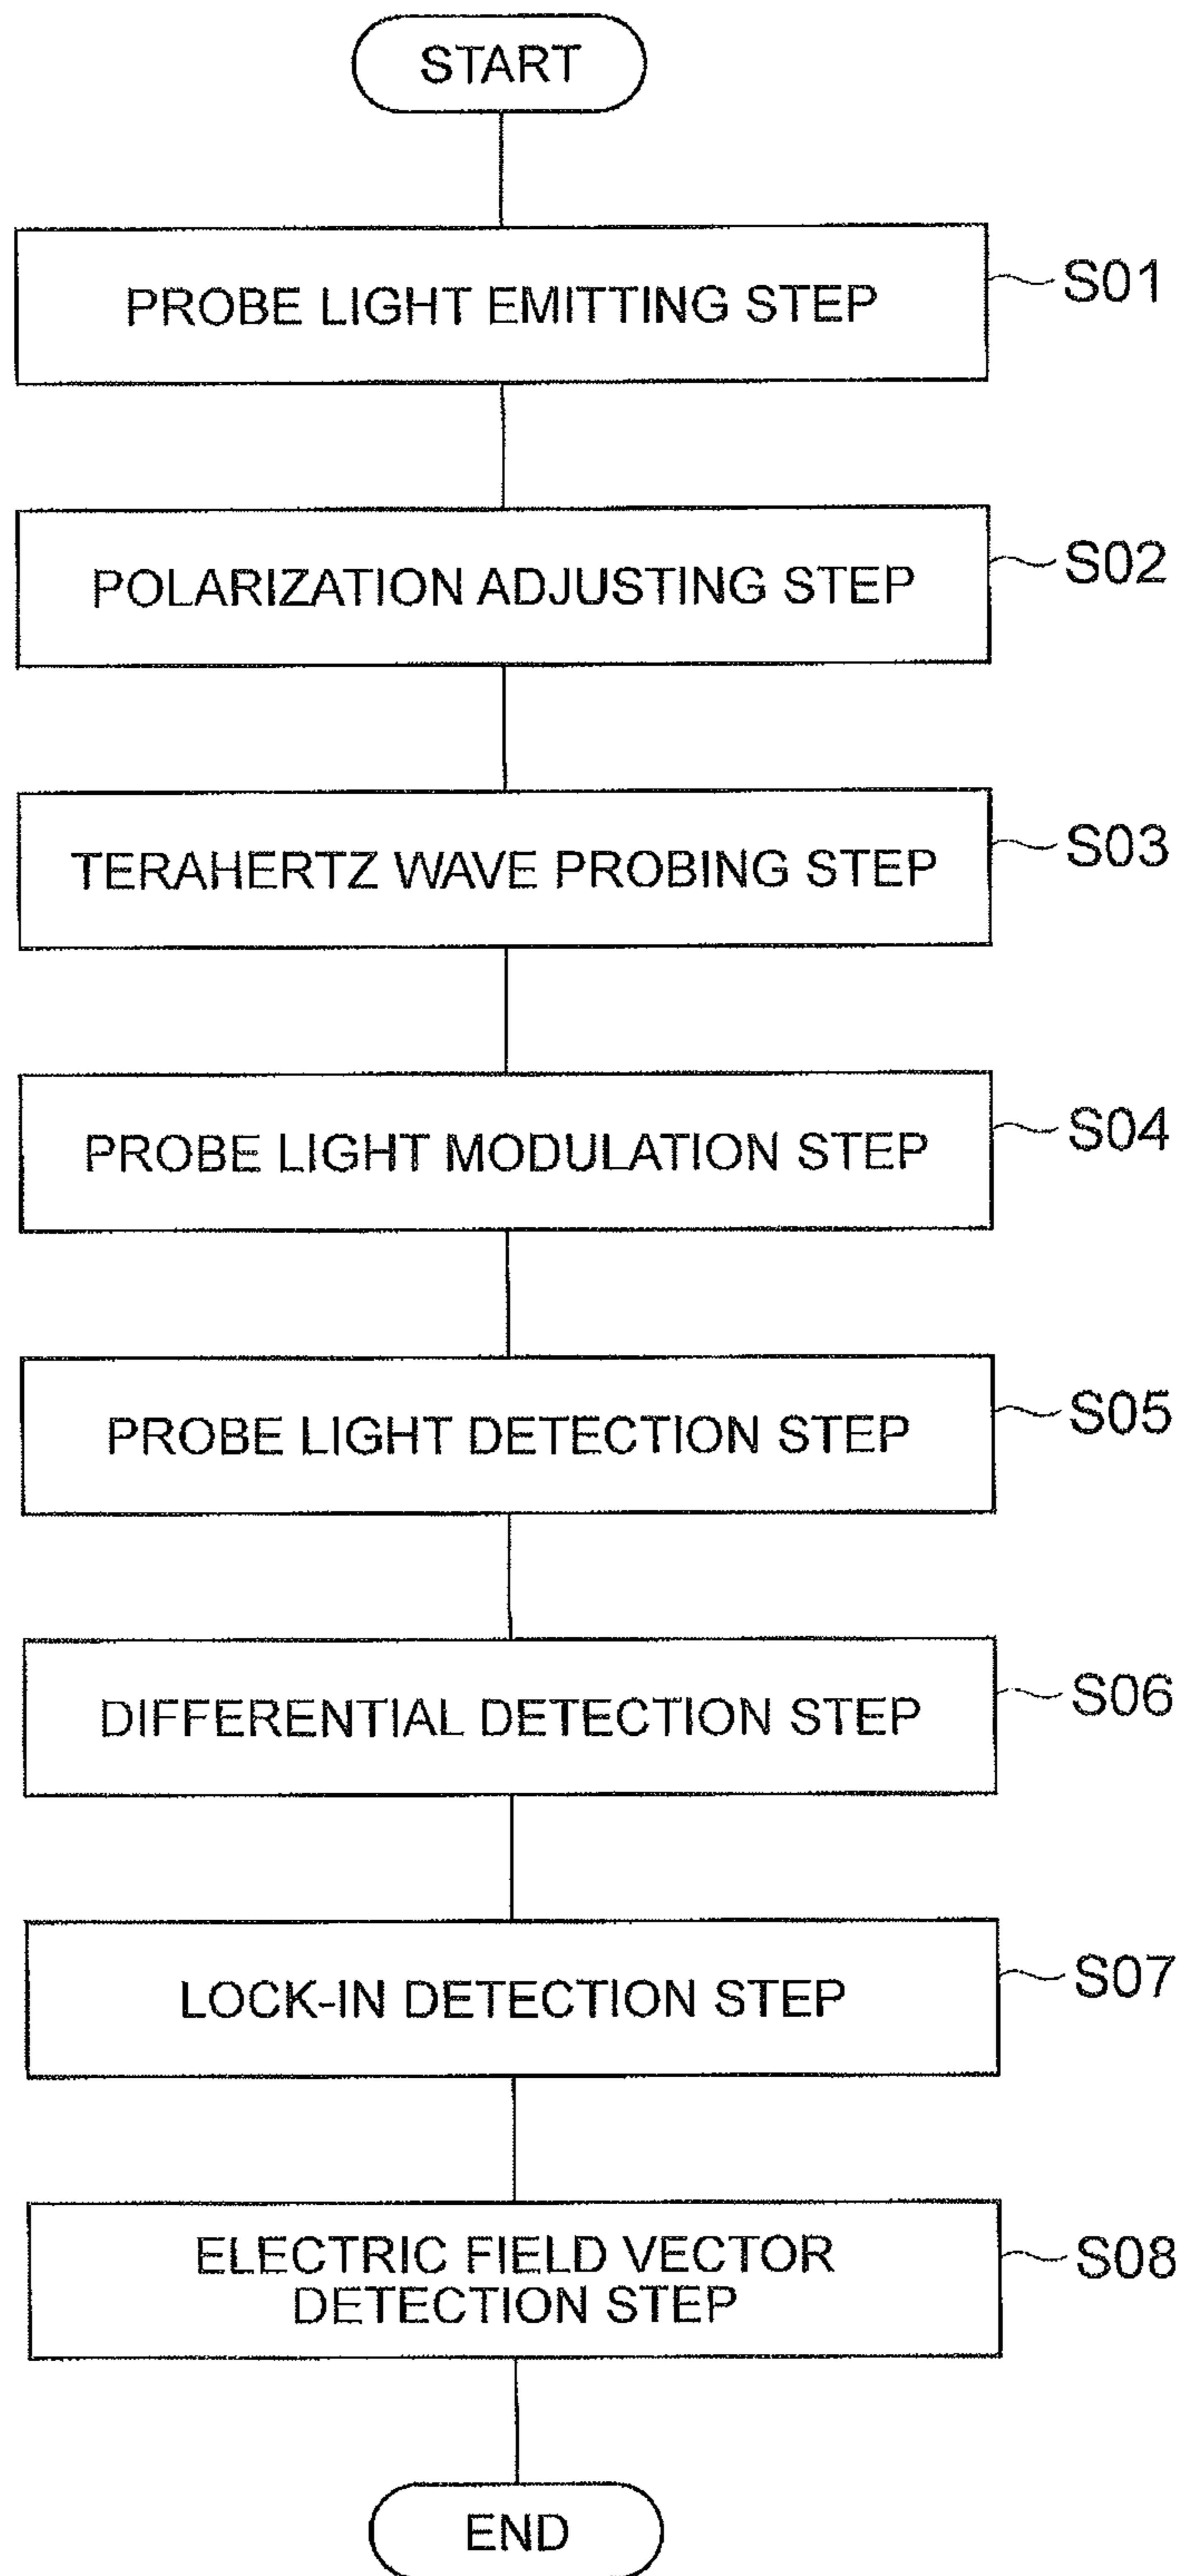 START
PROBE LIGHT EMITTING STEP
S01
POLARIZATION ADJUSTING STEP
S02
TERAHERTZ WAVE PROBING STEP
S03
PROBE LIGHT MODULATION STEP
S04
PROBE LIGHT DETECTION STEP
S05
DIFFERENTIAL DETECTION STEP
S06
LOCK-IN DETECTION STEP
S07
ELECTRIC FIELD VECTOR
DETECTION STEP
S08
END